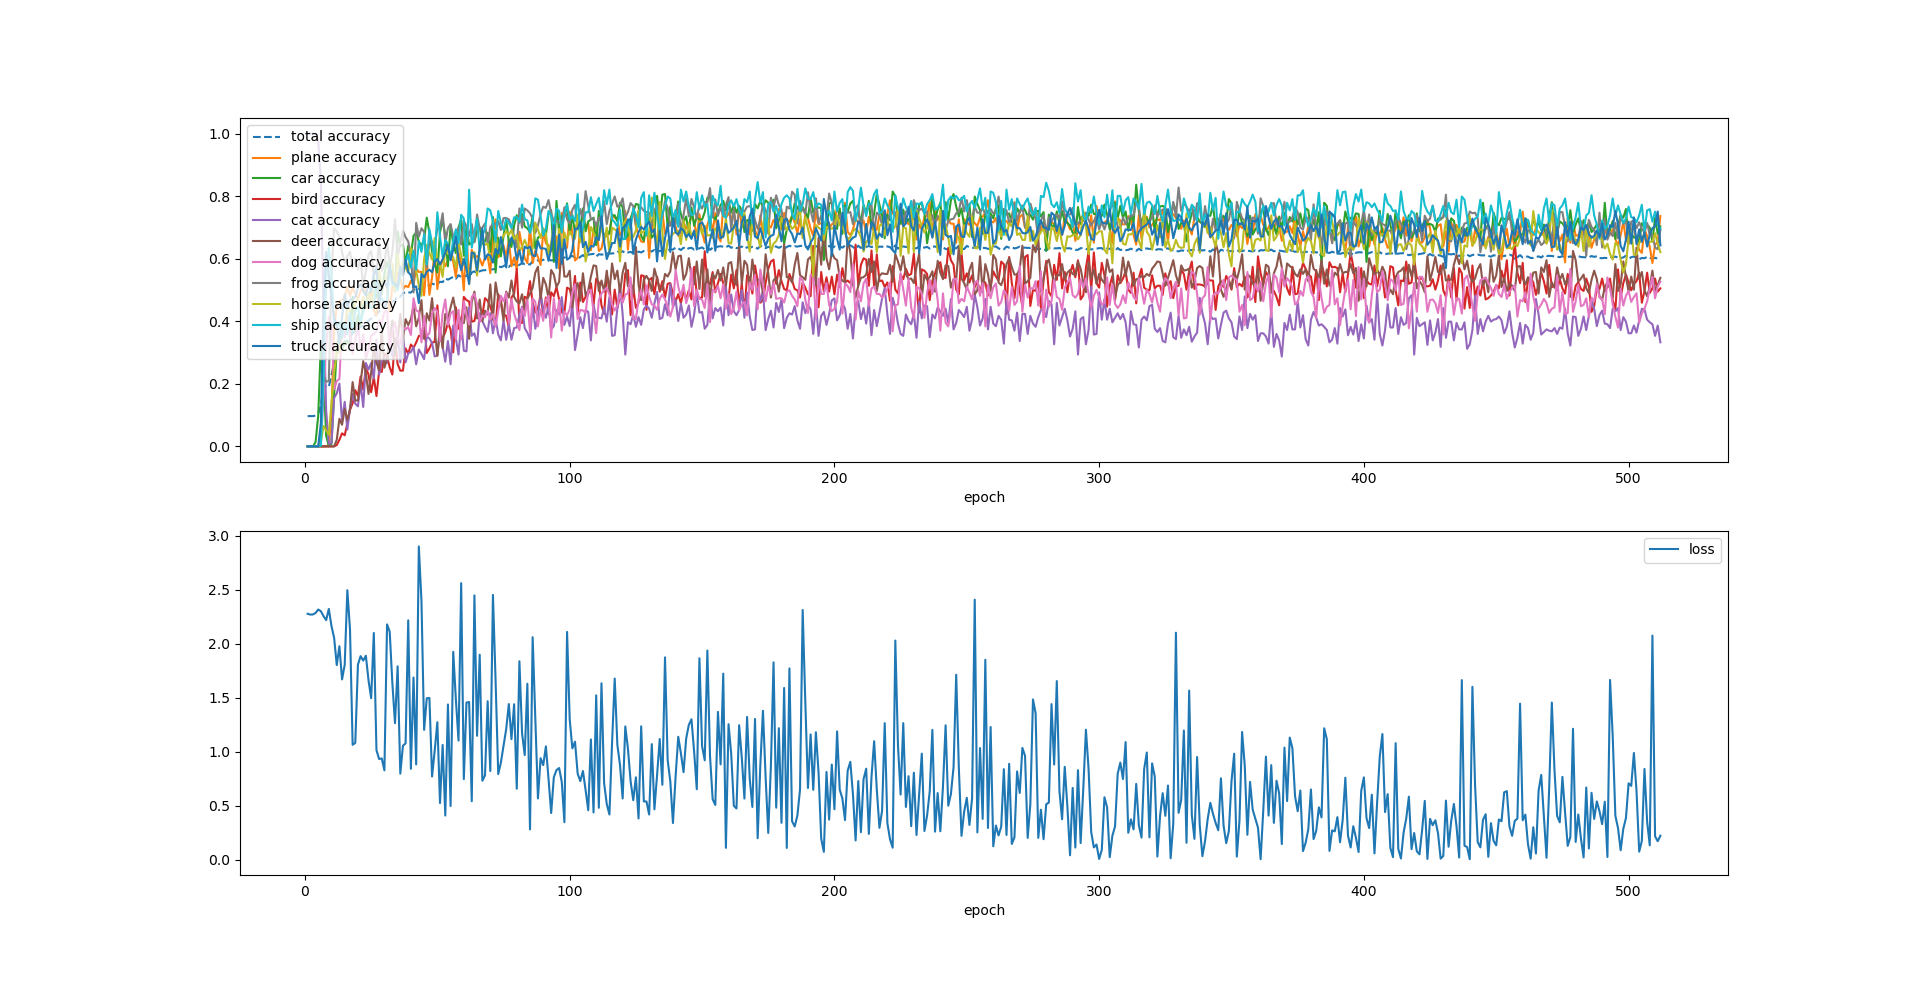 1.0
0.8
0.6
0.4
0.2
0.0
total accuracy
plane accuracy
car accuracy
bird accuracy
cat accuracy
deer accuracy
dog accuracy
frog accuracy
horse accuracy
ship accuracy
truck accuracy
0 100 200 300 400 500
epoch
3.0
2.5
2.0
1.5
1.0
0.5
0.0
loss
0 100 200 300 400 500
epoch